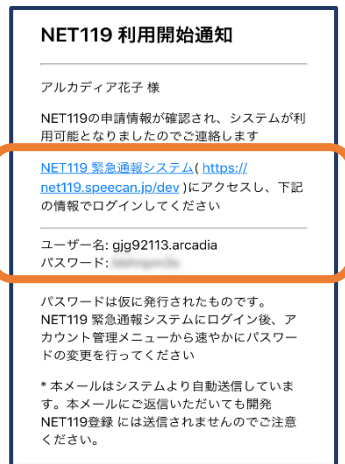 NET119 利用開始通知
アルカディア花子 様
NET119の申請情報が確認され、システムが利
用可能となりましたのでご連絡します
NET119 緊急通報システム( https://
net119.speecan.jp/dev )にアクセスし、下記
の情報でログインしてください
ユーザー名: gjg92113.arcadia
パスワード:
パスワードは仮に発行されたものです。
NET119 緊急通報システムにログイン後、ア
カウント管理メニューから速やかにパスワー
ドの変更を行ってください
* 本メールはシステムより自動送信していま
す。本メールにご返信いただいても開発
NET119登録 には送信されませんのでご注意
ください。